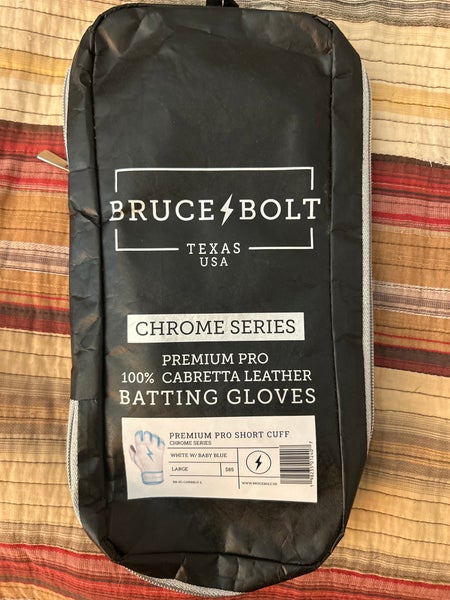 BRUCE BOLT
TEXAS
USA
CHROME SERIES
PREMIUM PRO
100% CABRETTA LEATHER
BATTING GLOVES
PREMIUM PRO SHORT CUFF
CHROME SERIES
WHITE W/ BABY BLUE
LARGE $85
WWW.BRUCEBOLT.US